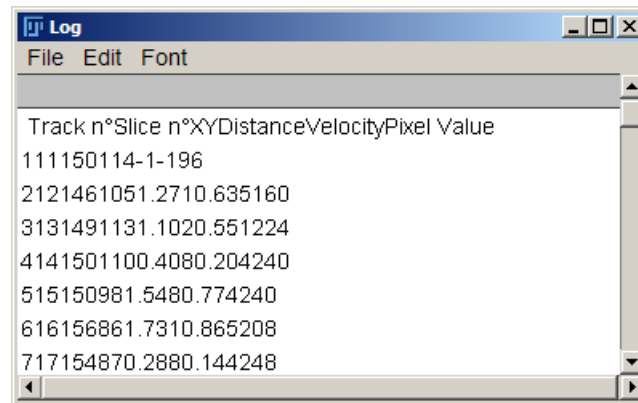 Log
File Edit Font
Track n°Slice n°XYDistanceVelocityPixel Value
111150114-1-196
2121461051.2710.635160
3131491131.1020.551224
4141501100.4080.204240
515150981.5480.774240
616156861.7310.865208
717154870.2880.144248